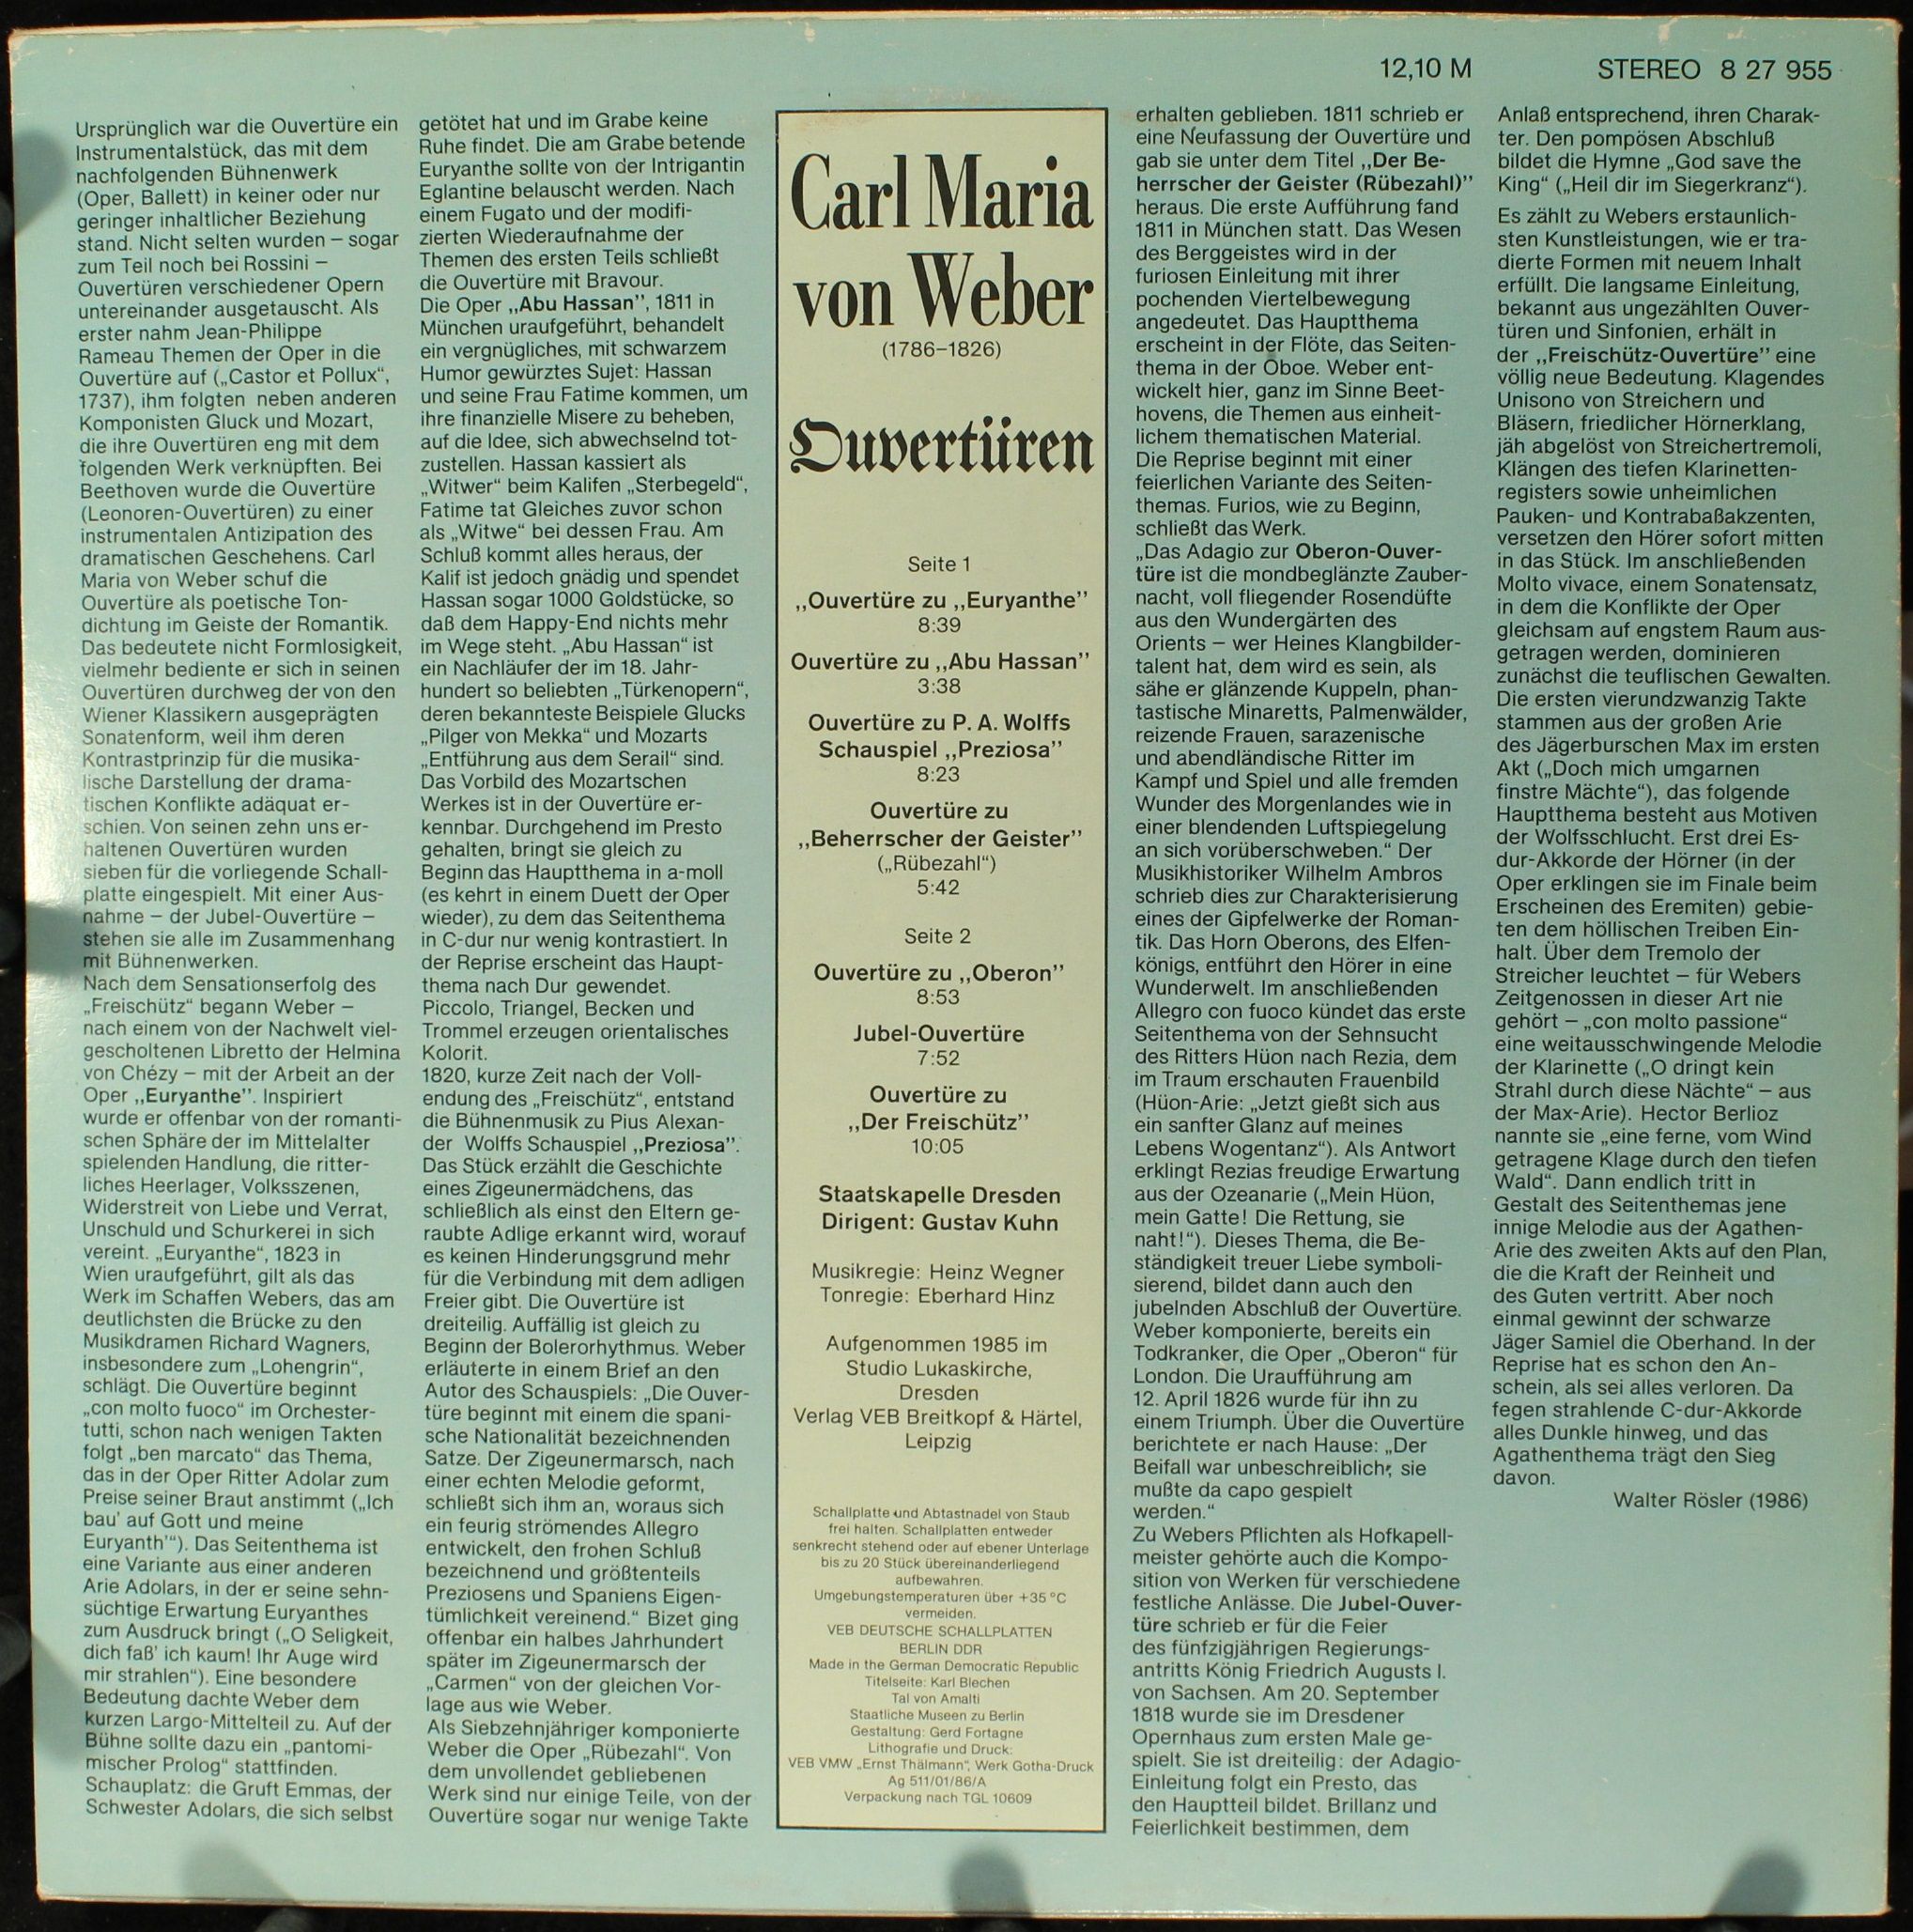 12,10 M
STEREO 8 27 955
Ursprünglich war die Ouvertüre ein
Instrumentalstück, das mit dem
nachfolgenden Bühnenwerk
(Oper, Ballett) in keiner oder nur
geringer inhaltlicher Beziehung
stand. Nicht selten wurden – sogar
zum Teil noch bei Rossini –
Ouvertüren verschiedener Opern
untereinander ausgetauscht. Als
erster nahm Jean-Philippe
Rameau Themen der Oper in die
Ouvertüre auf („Castor et Pollux“,
1737), ihm folgten neben anderen
Komponisten Gluck und Mozart,
die ihre Ouvertüren eng mit dem
folgenden Werk verknüpften. Bei
Beethoven wurde die Ouvertüre
(Leonoren-Ouvertüren) zu einer
instrumentalen Antizipation des
dramatischen Geschehens. Carl
Maria von Weber schuf die
Ouvertüre als poetische Ton-
dichtung im Geiste der Romantik.
Das bedeutete nicht Formlosigkeit,
vielmehr bediente er sich in seinen
Ouvertüren durchweg der von den
Wiener Klassikern ausgeprägten
Sonatenform, weil ihm deren
Kontrastprinzip für die musika-
lische Darstellung der drama-
tischen Konflikte adäquat er-
schien. Von seinen zehn uns er-
haltenen Ouvertüren wurden
sieben für die vorliegende Schall-
platte eingespielt. Mit einer Aus-
nahme – der Jubel-Ouvertüre –
stehen sie alle im Zusammenhang
mit Bühnenwerken.
Nach dem Sensationserfolg des
„Freischütz“ begann Weber –
nach einem von der Nachwelt viel-
gescholtenen Libretto der Helmina
von Chézy – mit der Arbeit an der
Oper „Euryanthe”. Inspiriert
wurde er offenbar von der romanti-
schen Sphäre der im Mittelalter
spielenden Handlung, die ritter-
liches Heerlager, Volksszenen,
Widerstreit von Liebe und Verrat,
Unschuld und Schurkerei in sich
vereint. „Euryanthe“, 1823 in
Wien uraufgeführt, gilt als das
Werk im Schaffen Webers, das am
deutlichsten die Brücke zu den
Musikdramen Richard Wagners,
insbesondere zum „Lohengrin“,
schlägt. Die Ouvertüre beginnt
„con molto fuoco“ im Orchester-
tutti, schon nach wenigen Takten
folgt „ben marcato“ das Thema,
das in der Oper Ritter Adolar zum
Preise seiner Braut anstimmt („Ich
bau’ auf Gott und meine
Euryanth’“). Das Seitenthema ist
eine Variante aus einer anderen
Arie Adolars, in der er seine sehn-
süchtige Erwartung Euryanthes
zum Ausdruck bringt („O Seligkeit,
dich faß’ ich kaum! Ihr Auge wird
mir strahlen“). Eine besondere
Bedeutung dachte Weber dem
kurzen Largo-Mittelteil zu. Auf der
Bühne sollte dazu ein „pantomi-
mischer Prolog“ stattfinden.
Schauplatz: die Gruft Emmas, der
Schwester Adolars, die sich selbst
getötet hat und im Grabe keine
Ruhe findet. Die am Grabe betende
Euryanthe sollte von der Intrigantin
Eglantine belauscht werden. Nach
einem Fugato und der modifi-
zierten Wiederaufnahme der
Themen des ersten Teils schließt
die Ouvertüre mit Bravour.
Die Oper „Abu Hassan”, 1811 in
München uraufgeführt, behandelt
ein vergnügliches, mit schwarzem
Humor gewürztes Sujet: Hassan
und seine Frau Fatime kommen, um
ihre finanzielle Misere zu beheben,
auf die Idee, sich abwechselnd tot-
zustellen. Hassan kassiert als
„Witwer“ beim Kalifen „Sterbegeld“,
Fatime tat Gleiches zuvor schon
als „Witwe“ bei dessen Frau. Am
Schluß kommt alles heraus, der
Kalif ist jedoch gnädig und spendet
Hassan sogar 1000 Goldstücke, so
daß dem Happy-End nichts mehr
im Wege steht. „Abu Hassan“ ist
ein Nachläufer der im 18. Jahr-
hundert so beliebten „Türkenopern“,
deren bekannteste Beispiele Glucks
„Pilger von Mekka“ und Mozarts
„Entführung aus dem Serail“ sind.
Das Vorbild des Mozartschen
Werkes ist in der Ouvertüre er-
kennbar. Durchgehend im Presto
gehalten, bringt sie gleich zu
Beginn das Hauptthema in a-moll
(es kehrt in einem Duett der Oper
wieder), zu dem das Seitenthema
in C-dur nur wenig kontrastiert. In
der Reprise erscheint das Haupt-
thema nach Dur gewendet.
Piccolo, Triangel, Becken und
Trommel erzeugen orientalisches
Kolorit.
1820, kurze Zeit nach der Voll-
endung des „Freischütz“, entstand
die Bühnenmusik zu Pius Alexan-
der Wolffs Schauspiel „Preziosa”.
Das Stück erzählt die Geschichte
eines Zigeunermädchens, das
schließlich als einst den Eltern ge-
raubte Adlige erkannt wird, worauf
es keinen Hinderungsgrund mehr
für die Verbindung mit dem adligen
Freier gibt. Die Ouvertüre ist
dreiteilig. Auffällig ist gleich zu
Beginn der Bolerorhythmus. Weber
erläuterte in einem Brief an den
Autor des Schauspiels: „Die Ouver-
türe beginnt mit einem die spani-
sche Nationalität bezeichnenden
Satze. Der Zigeunermarsch, nach
einer echten Melodie geformt,
schließt sich ihm an, woraus sich
ein feurig strömendes Allegro
entwickelt, den frohen Schluß
bezeichnend und größtenteils
Preziosens und Spaniens Eigen-
tümlichkeit vereinend.“ Bizet ging
offenbar ein halbes Jahrhundert
später im Zigeunermarsch der
„Carmen“ von der gleichen Vor-
lage aus wie Weber.
Als Siebzehnjähriger komponierte
Weber die Oper „Rübezahl“. Von
dem unvollendet gebliebenen
Werk sind nur einige Teile, von der
Ouvertüre sogar nur wenige Takte
Carl Maria
von Weber
(1786–1826)
Ouvertüren
Seite 1
„Ouvertüre zu „Euryanthe”
8:39
Ouvertüre zu „Abu Hassan”
3:38
Ouvertüre zu P. A. Wolffs
Schauspiel „Preziosa”
8:23
Ouvertüre zu
„Beherrscher der Geister”
(„Rübezahl“)
5:42
Seite 2
Ouvertüre zu „Oberon”
8:53
Jubel-Ouvertüre
7:52
Ouvertüre zu
„Der Freischütz”
10:05
Staatskapelle Dresden
Dirigent: Gustav Kuhn
Musikregie: Heinz Wegner
Tonregie: Eberhard Hinz
Aufgenommen 1985 im
Studio Lukaskirche,
Dresden
Verlag VEB Breitkopf & Härtel,
Leipzig
Schallplatte und Abtastnadel von Staub
frei halten. Schallplatten entweder
senkrecht stehend oder auf ebener Unterlage
bis zu 20 Stück übereinanderliegend
aufbewahren.
Umgebungstemperaturen über +35 °C
vermeiden.
VEB DEUTSCHE SCHALLPLATTEN
BERLIN DDR
Made in the German Democratic Republic
Titelseite: Karl Blechen
Tal von Amalti
Staatliche Museen zu Berlin
Gestaltung: Gerd Fortagne
Lithografie und Druck:
VEB VMW „Ernst Thälmann“, Werk Gotha-Druck
Ag 511/01/86/A
Verpackung nach TGL 10609
erhalten geblieben. 1811 schrieb er
eine Neufassung der Ouvertüre und
gab sie unter dem Titel „Der Be-
herrscher der Geister (Rübezahl)”
heraus. Die erste Aufführung fand
1811 in München statt. Das Wesen
des Berggeistes wird in der
furiosen Einleitung mit ihrer
pochenden Viertelbewegung
angedeutet. Das Hauptthema
erscheint in der Flöte, das Seiten-
thema in der Oboe. Weber ent-
wickelt hier, ganz im Sinne Beet-
hovens, die Themen aus einheit-
lichem thematischen Material.
Die Reprise beginnt mit einer
feierlichen Variante des Seiten-
themas. Furios, wie zu Beginn,
schließt das Werk.
„Das Adagio zur Oberon-Ouver-
türe ist die mondbeglänzte Zauber-
nacht, voll fliegender Rosendüfte
aus den Wundergärten des
Orients – wer Heines Klangbilder-
talent hat, dem wird es sein, als
sähe er glänzende Kuppeln, phan-
tastische Minaretts, Palmenwälder,
reizende Frauen, sarazenische
und abendländische Ritter im
Kampf und Spiel und alle fremden
Wunder des Morgenlandes wie in
einer blendenden Luftspiegelung
an sich vorüberschweben.“ Der
Musikhistoriker Wilhelm Ambros
schrieb dies zur Charakterisierung
eines der Gipfelwerke der Roman-
tik. Das Horn Oberons, des Elfen-
königs, entführt den Hörer in eine
Wunderwelt. Im anschließenden
Allegro con fuoco kündet das erste
Seitenthema von der Sehnsucht
des Ritters Hüon nach Rezia, dem
im Traum erschauten Frauenbild
(Hüon-Arie: „Jetzt gießt sich aus
ein sanfter Glanz auf meines
Lebens Wogentanz“). Als Antwort
erklingt Rezias freudige Erwartung
aus der Ozeanarie („Mein Hüon,
mein Gatte! Die Rettung, sie
naht!“). Dieses Thema, die Be-
ständigkeit treuer Liebe symboli-
sierend, bildet dann auch den
jubelnden Abschluß der Ouvertüre.
Weber komponierte, bereits ein
Todkranker, die Oper „Oberon“ für
London. Die Uraufführung am
12. April 1826 wurde für ihn zu
einem Triumph. Über die Ouvertüre
berichtete er nach Hause: „Der
Beifall war unbeschreiblich; sie
mußte da capo gespielt
werden.“
Zu Webers Pflichten als Hofkapell-
meister gehörte auch die Kompo-
sition von Werken für verschiedene
festliche Anlässe. Die Jubel-Ouver-
türe schrieb er für die Feier
des fünfzigjährigen Regierungs-
antritts König Friedrich Augusts I.
von Sachsen. Am 20. September
1818 wurde sie im Dresdener
Opernhaus zum ersten Male ge-
spielt. Sie ist dreiteilig: der Adagio-
Einleitung folgt ein Presto, das
den Hauptteil bildet. Brillanz und
Feierlichkeit bestimmen, dem
Anlaß entsprechend, ihren Charak-
ter. Den pompösen Abschluß
bildet die Hymne „God save the
King“ („Heil dir im Siegerkranz“).
Es zählt zu Webers erstaunlich-
sten Kunstleistungen, wie er tra-
dierte Formen mit neuem Inhalt
erfüllt. Die langsame Einleitung,
bekannt aus ungezählten Ouver-
türen und Sinfonien, erhält in
der „Freischütz-Ouvertüre” eine
völlig neue Bedeutung. Klagendes
Unisono von Streichern und
Bläsern, friedlicher Hörnerklang,
jäh abgelöst von Streichertremoli,
Klängen des tiefen Klarinetten-
registers sowie unheimlichen
Pauken- und Kontrabaßakzenten,
versetzen den Hörer sofort mitten
in das Stück. Im anschließenden
Molto vivace, einem Sonatensatz,
in dem die Konflikte der Oper
gleichsam auf engstem Raum aus-
getragen werden, dominieren
zunächst die teuflischen Gewalten.
Die ersten vierundzwanzig Takte
stammen aus der großen Arie
des Jägerburschen Max im ersten
Akt („Doch mich umgarnen
finstre Mächte“), das folgende
Hauptthema besteht aus Motiven
der Wolfsschlucht. Erst drei Es-
dur-Akkorde der Hörner (in der
Oper erklingen sie im Finale beim
Erscheinen des Eremiten) gebie-
ten dem höllischen Treiben Ein-
halt. Über dem Tremolo der
Streicher leuchtet – für Webers
Zeitgenossen in dieser Art nie
gehört – „con molto passione“
eine weitausschwingende Melodie
der Klarinette („O dringt kein
Strahl durch diese Nächte“ – aus
der Max-Arie). Hector Berlioz
nannte sie „eine ferne, vom Wind
getragene Klage durch den tiefen
Wald“. Dann endlich tritt in
Gestalt des Seitenthemas jene
innige Melodie aus der Agathen-
Arie des zweiten Akts auf den Plan,
die die Kraft der Reinheit und
des Guten vertritt. Aber noch
einmal gewinnt der schwarze
Jäger Samiel die Oberhand. In der
Reprise hat es schon den An-
schein, als sei alles verloren. Da
fegen strahlende C-dur-Akkorde
alles Dunkle hinweg, und das
Agathenthema trägt den Sieg
davon.
Walter Rösler (1986)